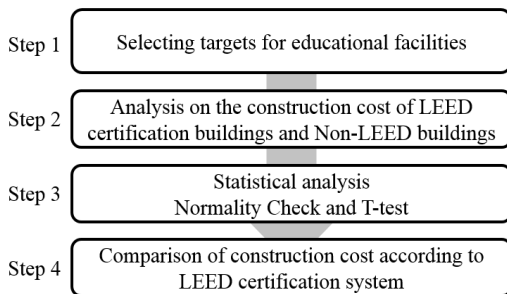 Step 1
Selecting targets for educational facilities
Step 2
Analysis on the construction cost of LEED
certification buildings and Non-LEED buildings
Step 3
Statistical analysis
Normality Check and T-test
Step 4
Comparison of construction cost according to
LEED certification system